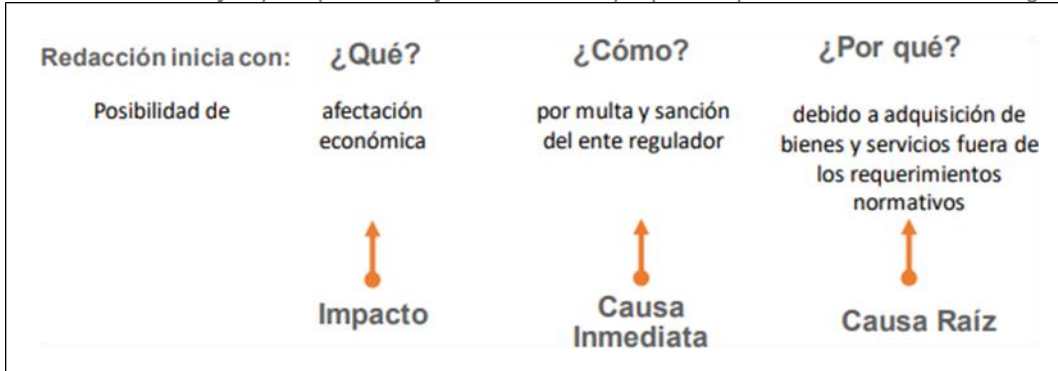 Redacción inicia con: ¿Qué? ¿Cómo? ¿Por qué?
Posibilidad de
afectación
económica
por multa y sanción
del ente regulador
debido a adquisición de
bienes y servicios fuera de
los requerimientos
normativos
Impacto
Causa
Inmediata
Causa Raíz